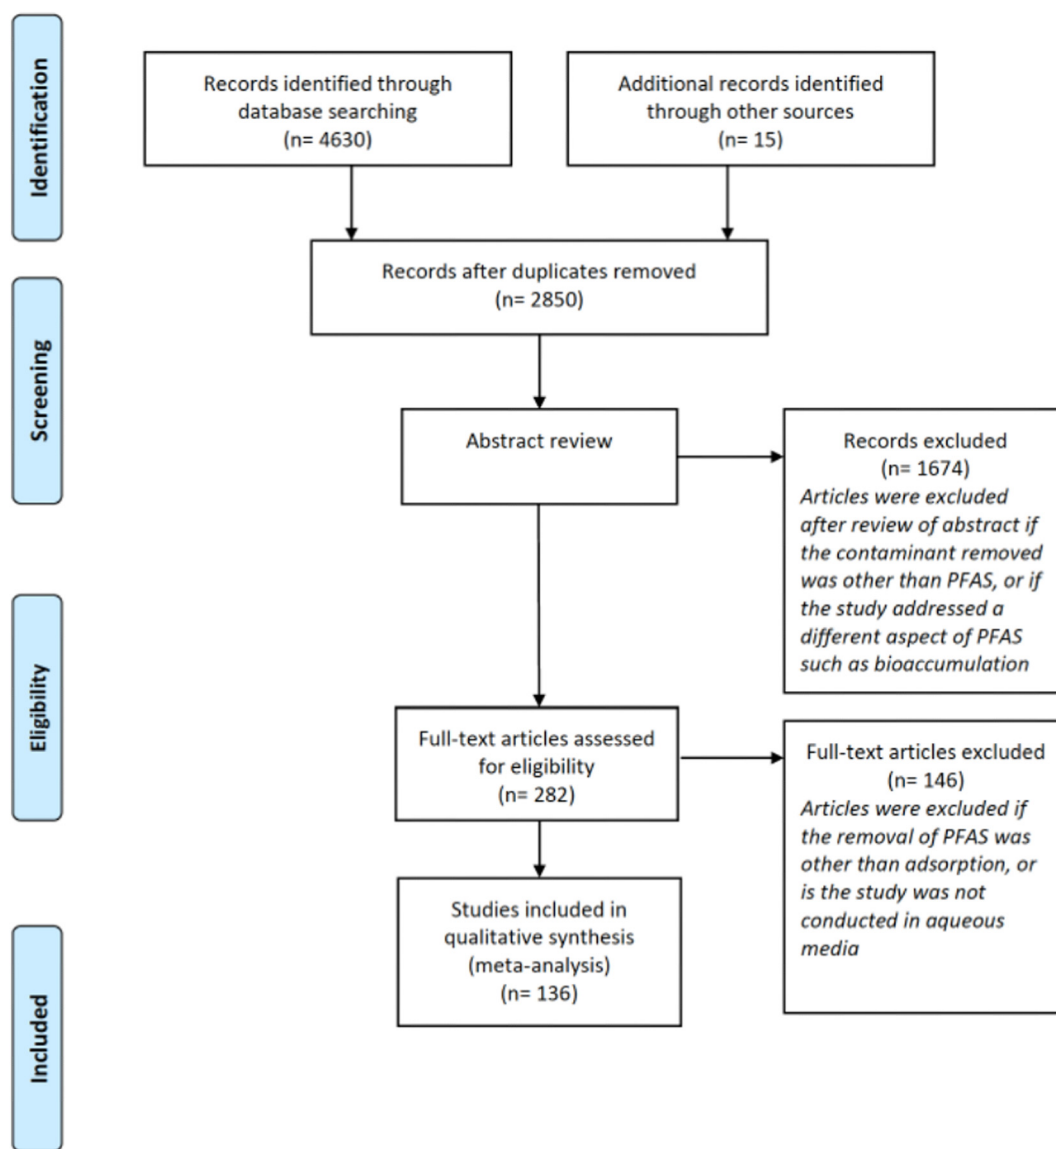 Identification
Records identified through
database searching
(n= 4630)
Additional records identified
through other sources
(n= 15)
Records after duplicates removed
(n= 2850)
Screening
Abstract review
Records excluded
(n= 1674)
Articles were excluded
after review of abstract if
the contaminant removed
was other than PFAS, or if
the study addressed a
different aspect of PFAS
such as bioaccumulation
Eligibility
Full-text articles assessed
for eligibility
(n= 282)
Full-text articles excluded
(n= 146)
Articles were excluded if
the removal of PFAS was
other than adsorption, or
is the study was not
conducted in aqueous
media
Included
Studies included in
qualitative synthesis
(meta-analysis)
(n= 136)